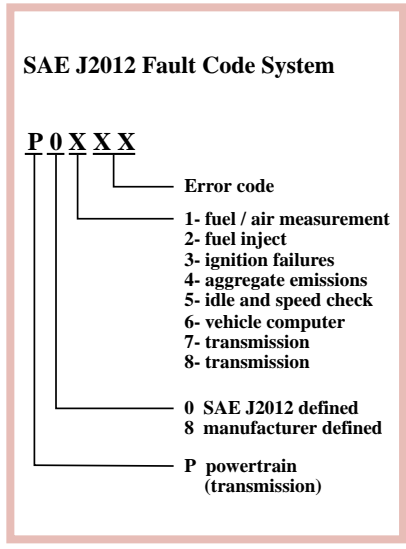 SAE J2012 Fault Code System
P 0 X X X
Error code
1- fuel / air measurement
2- fuel inject
3- ignition failures
4- aggregate emissions
5- idle and speed check
6- vehicle computer
7- transmission
8- transmission
0 SAE J2012 defined
8 manufacturer defined
P powertrain
(transmission)